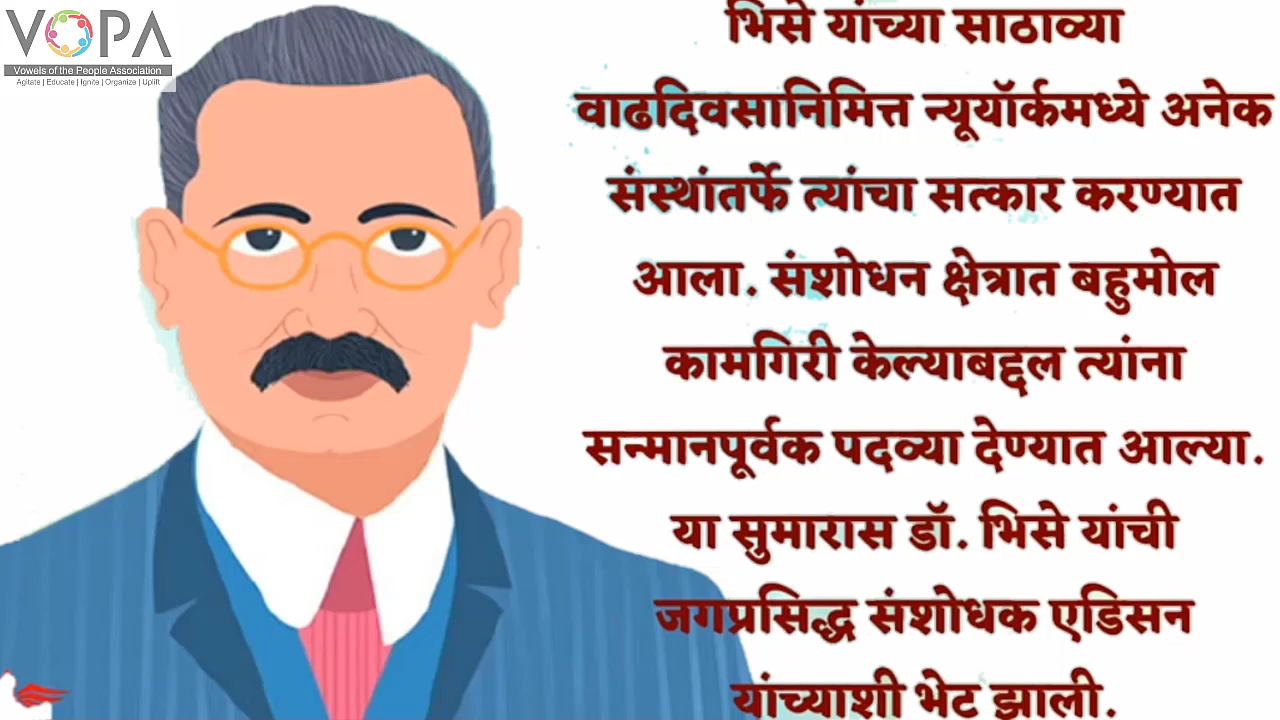 VOPA
Vowels of the People Association
Agitate | Educate | Ignite | Organize | Uplift
भिसे यांच्या साठाव्या
वाढदिवसानिमित्त न्यूयॉर्कमध्ये अनेक
संस्थांतर्फे त्यांचा सत्कार करण्यात
आला. संशोधन क्षेत्रात बहुमोल
कामगिरी केल्याबद्दल त्यांना
सन्मानपूर्वक पदव्या देण्यात आल्या.
या सुमारास डॉ. भिसे यांची
जगप्रसिद्ध संशोधक एडिसन
यांच्याशी भेट झाली.